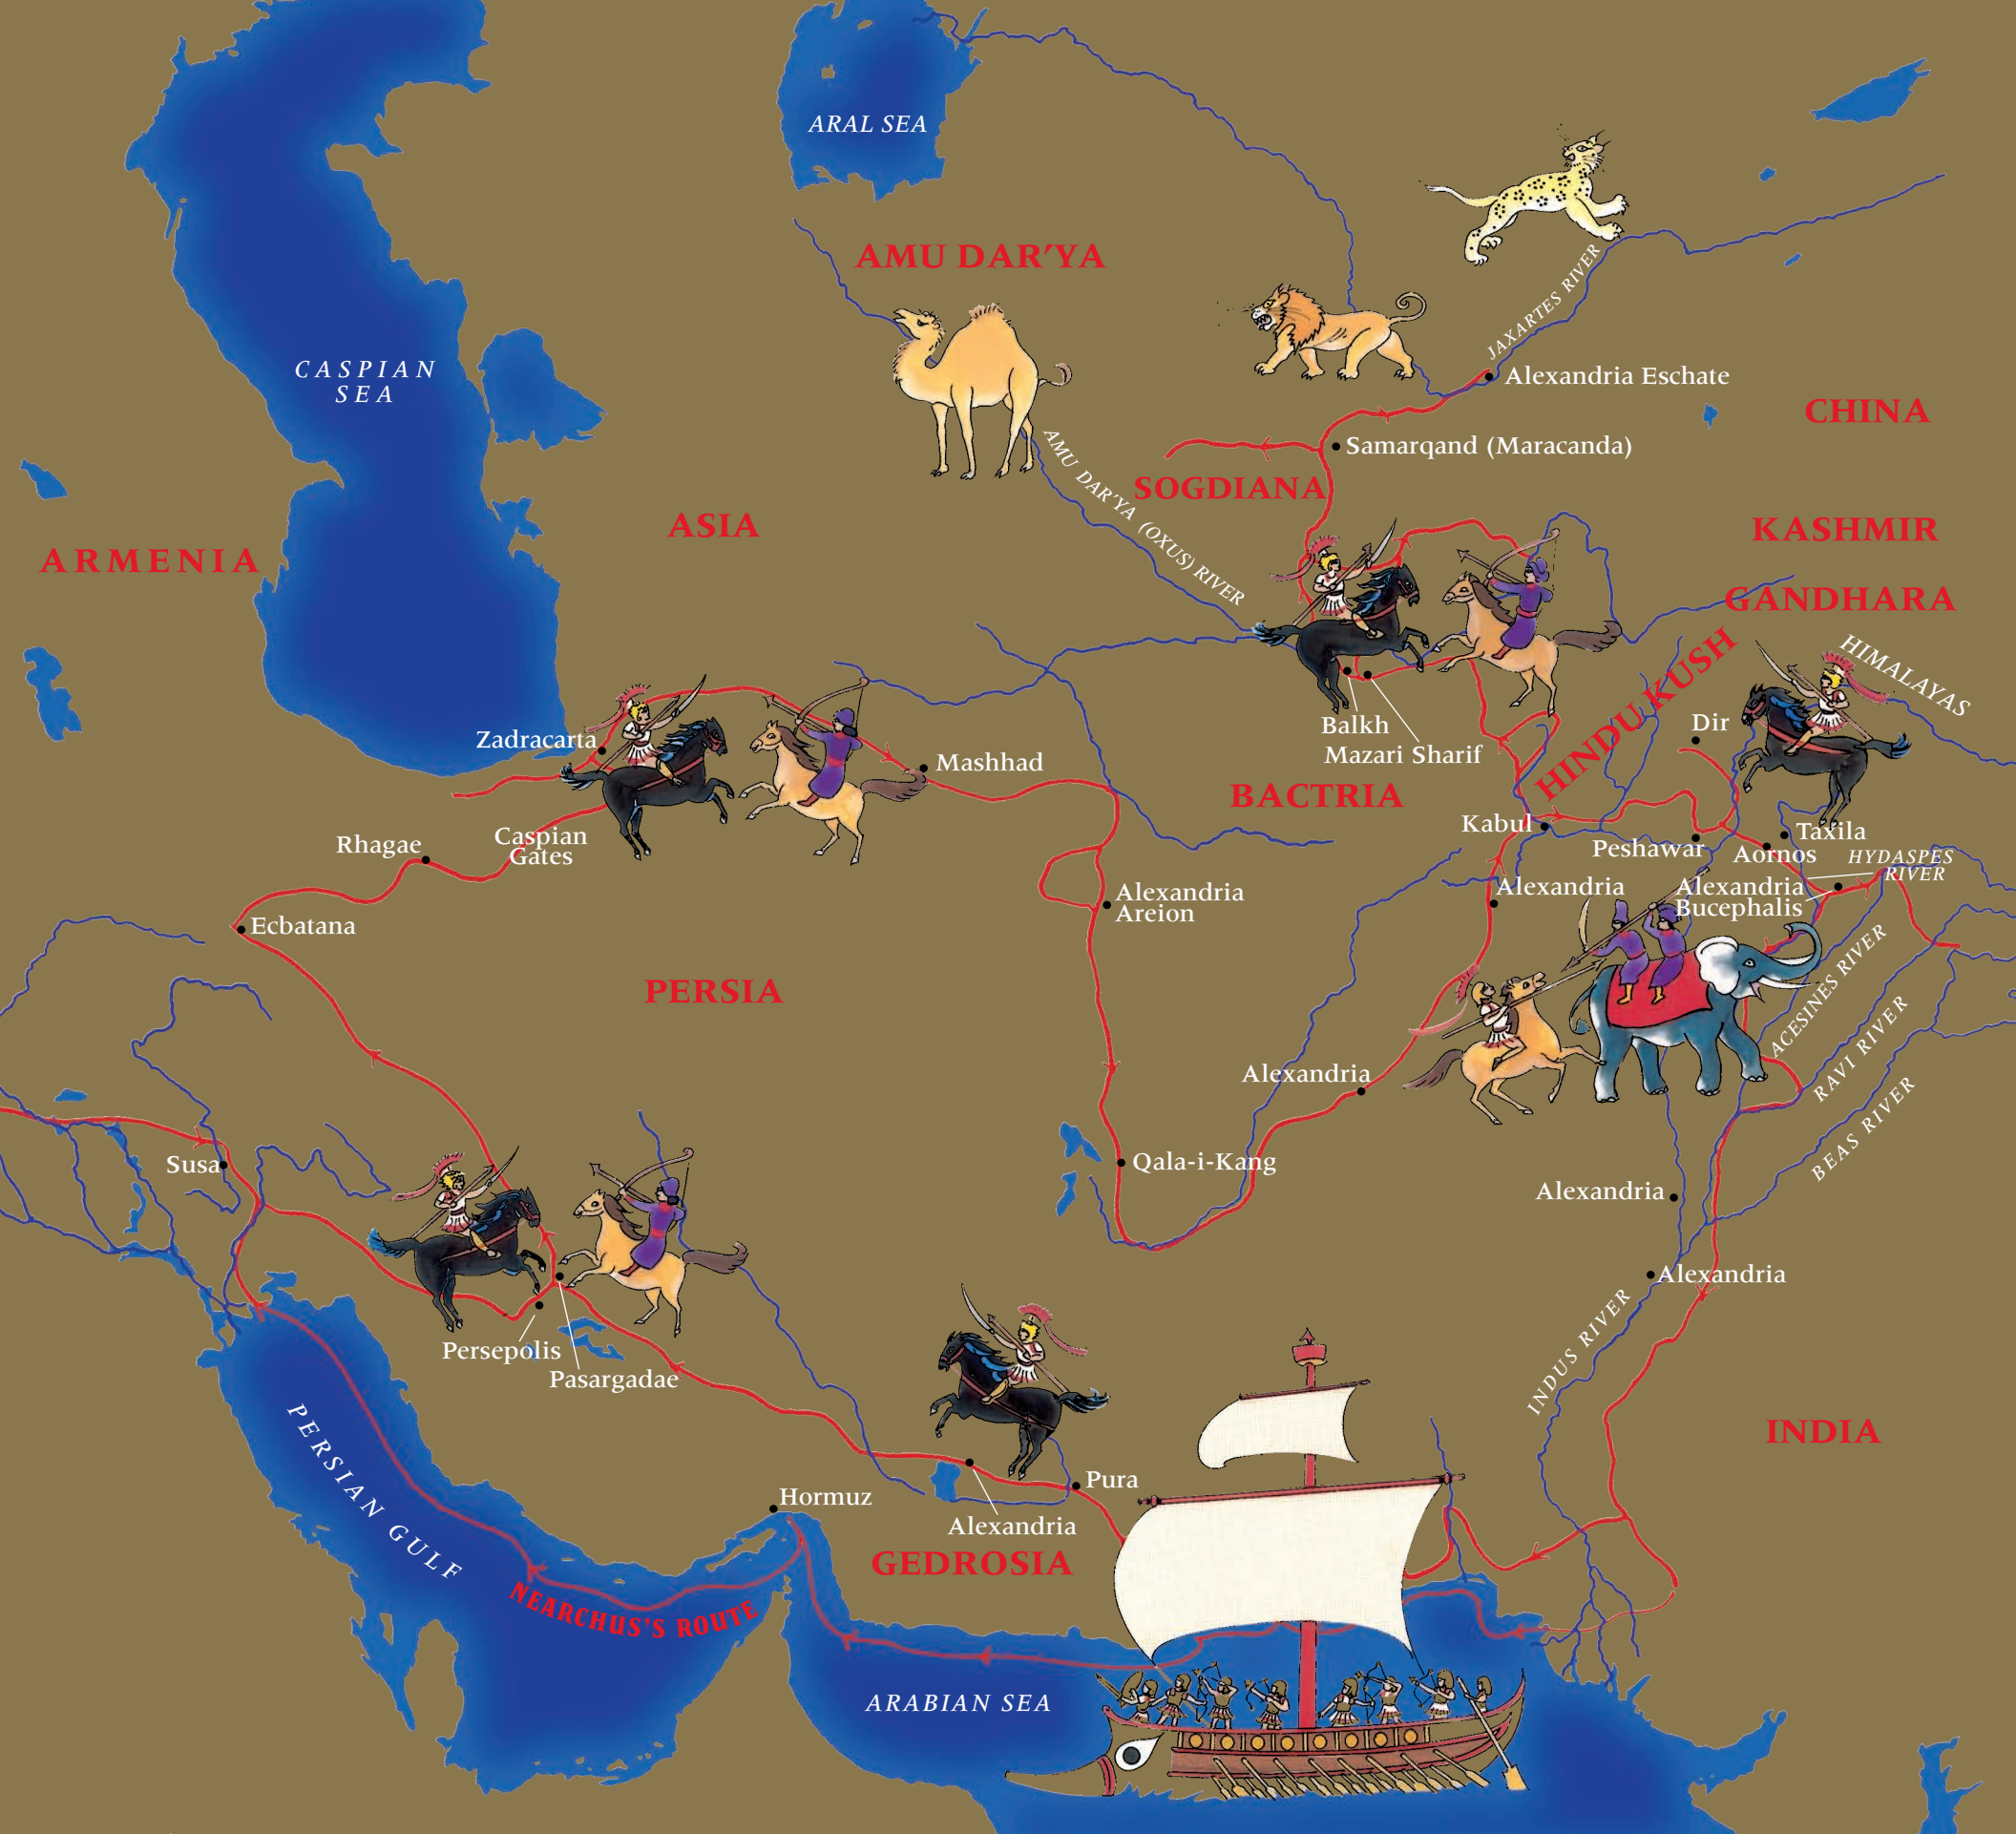 ARAL SEA
AMU DAR'YA
JAXARTES RIVER
CASPIAN
SEA
Alexandria Eschate
CHINA
Samarqand (Maracanda)
AMU DAR'YA (OXUS) RIVER
SOGDIANA
ASIA
KASHMIR
ARMENIA
GANDHARA
HINDU KUSH
HIMALAYAS
Zadracarta
Balkh
Dir
Mazari Sharif
Mashhad
BACTRIA
Rhagae
Caspian
Gates
Kabul
Peshawar
Taxila
Aornos
HYDASPES
RIVER
Alexandria
Alexandria
Bucephalis
Alexandria
Areion
Ecbatana
PERSIA
ACESINES RIVER
RAVI RIVER
BEAS RIVER
Alexandria
Susa
Qala-i-Kang
Alexandria
Alexandria
INDUS RIVER
Persepolis
Pasargadae
INDIA
PERSIAN GULF
Pura
Hormuz
Alexandria
GEDROSIA
NEARCHUS'S ROUTE
ARABIAN SEA